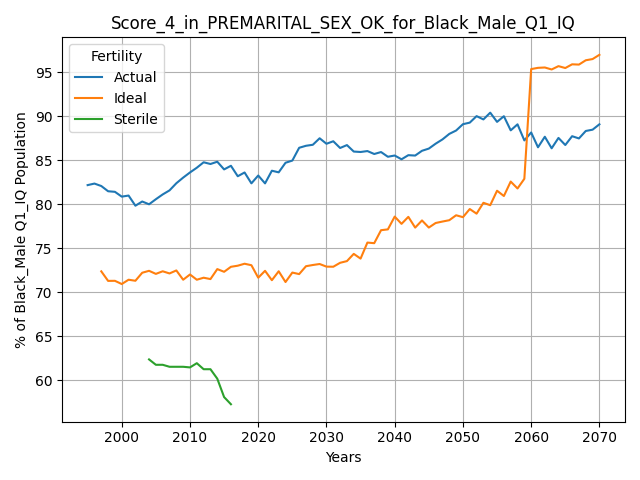 Score_4_in_PREMARITAL_SEX_OK_for_Black_Male_Q1_IQ
Fertility
Actual
Ideal
Sterile
% of Black_Male Q1_IQ Population
95
90
85
80
75
70
65
60
2000 2010 2020 2030 2040 2050 2060 2070
Years